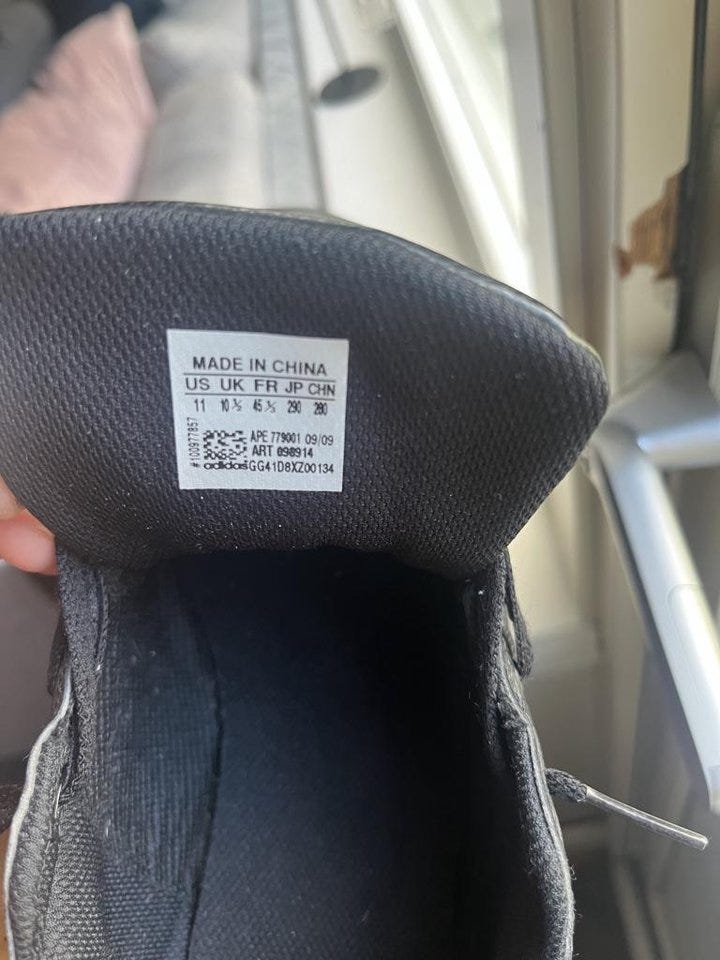 MADE IN CHINA
US UK FR JP CHN
11 10½ 45⅓ 290 280
#100977857
APE 779001 09/09
ART 098914
adidas GG41D8XZ00134